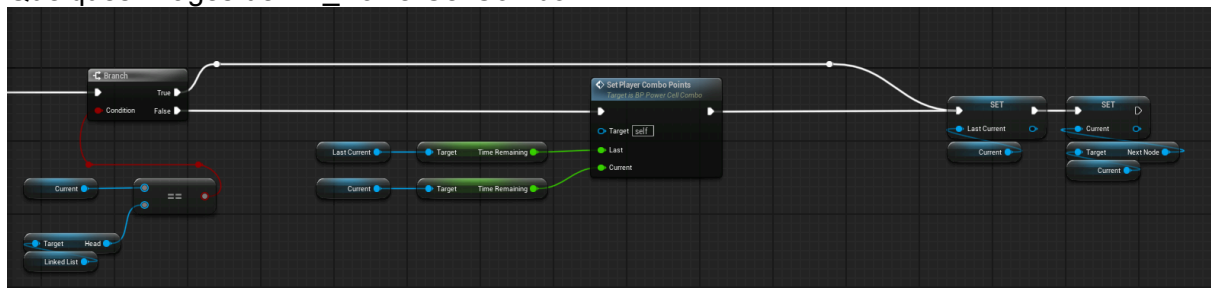 Branch
True
Condition
False
Current
==
Target
Head
Linked List
Last Current
Target
Time Remaining
Current
Target
Time Remaining
Set Player Combo Points
Target is BP Power Cell Combo
Target
self
Last
Current
SET
Last Current
Current
SET
Current
Target
Next Node
Current